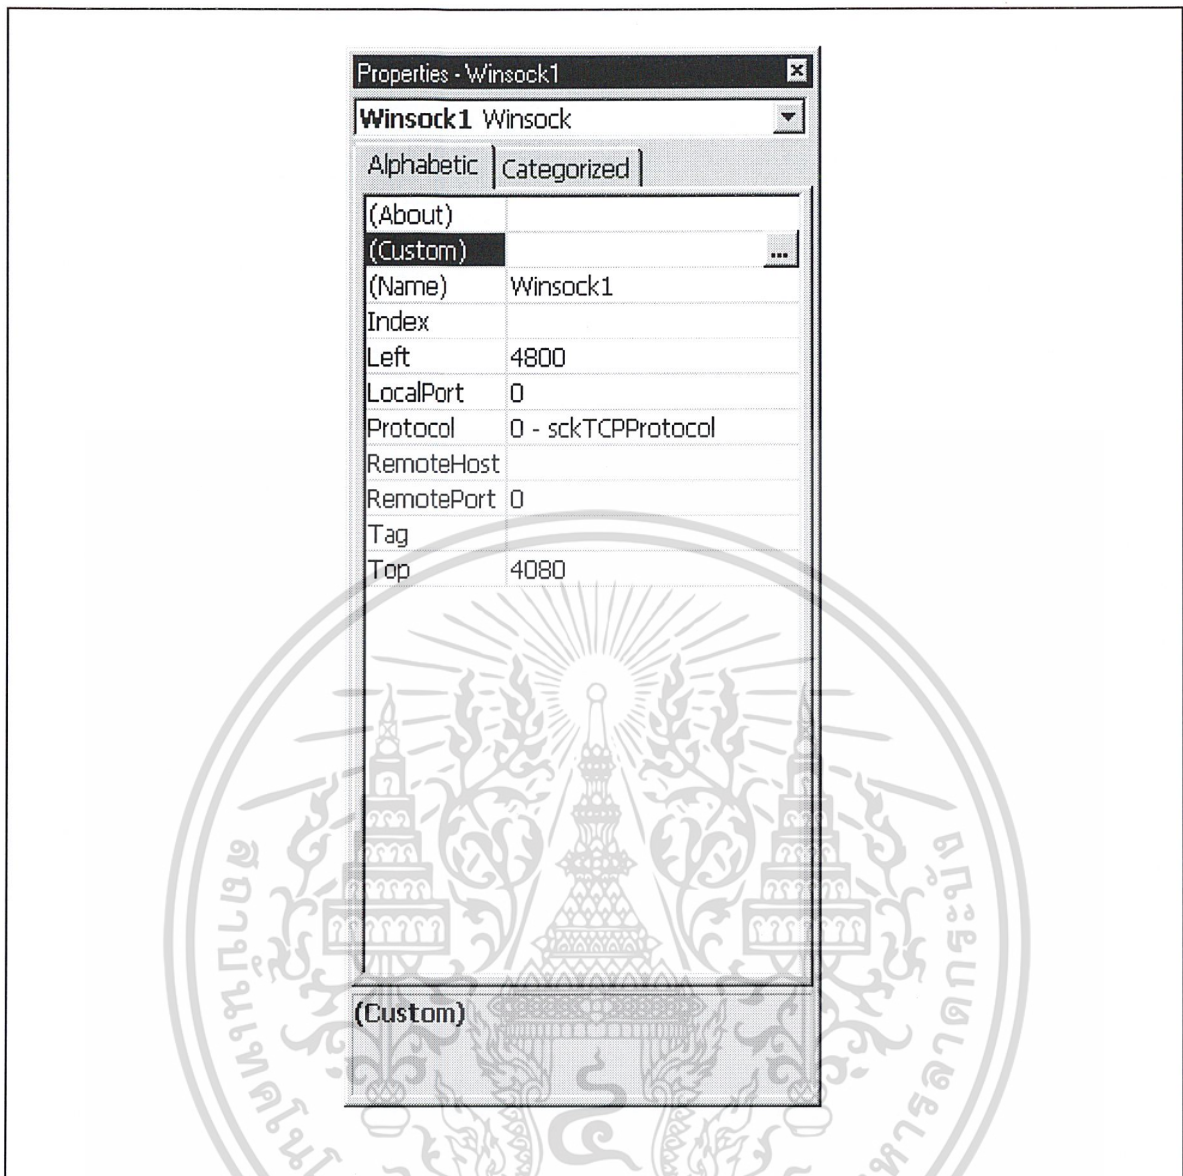 Properties - Winsock1
Winsock1 Winsock
Alphabetic Categorized
(About)
(Custom) ...
(Name) Winsock1
Index
Left 4800
LocalPort 0
Protocol 0 - sckTCPProtocol
RemoteHost
RemotePort 0
Tag
Top 4080
(Custom)